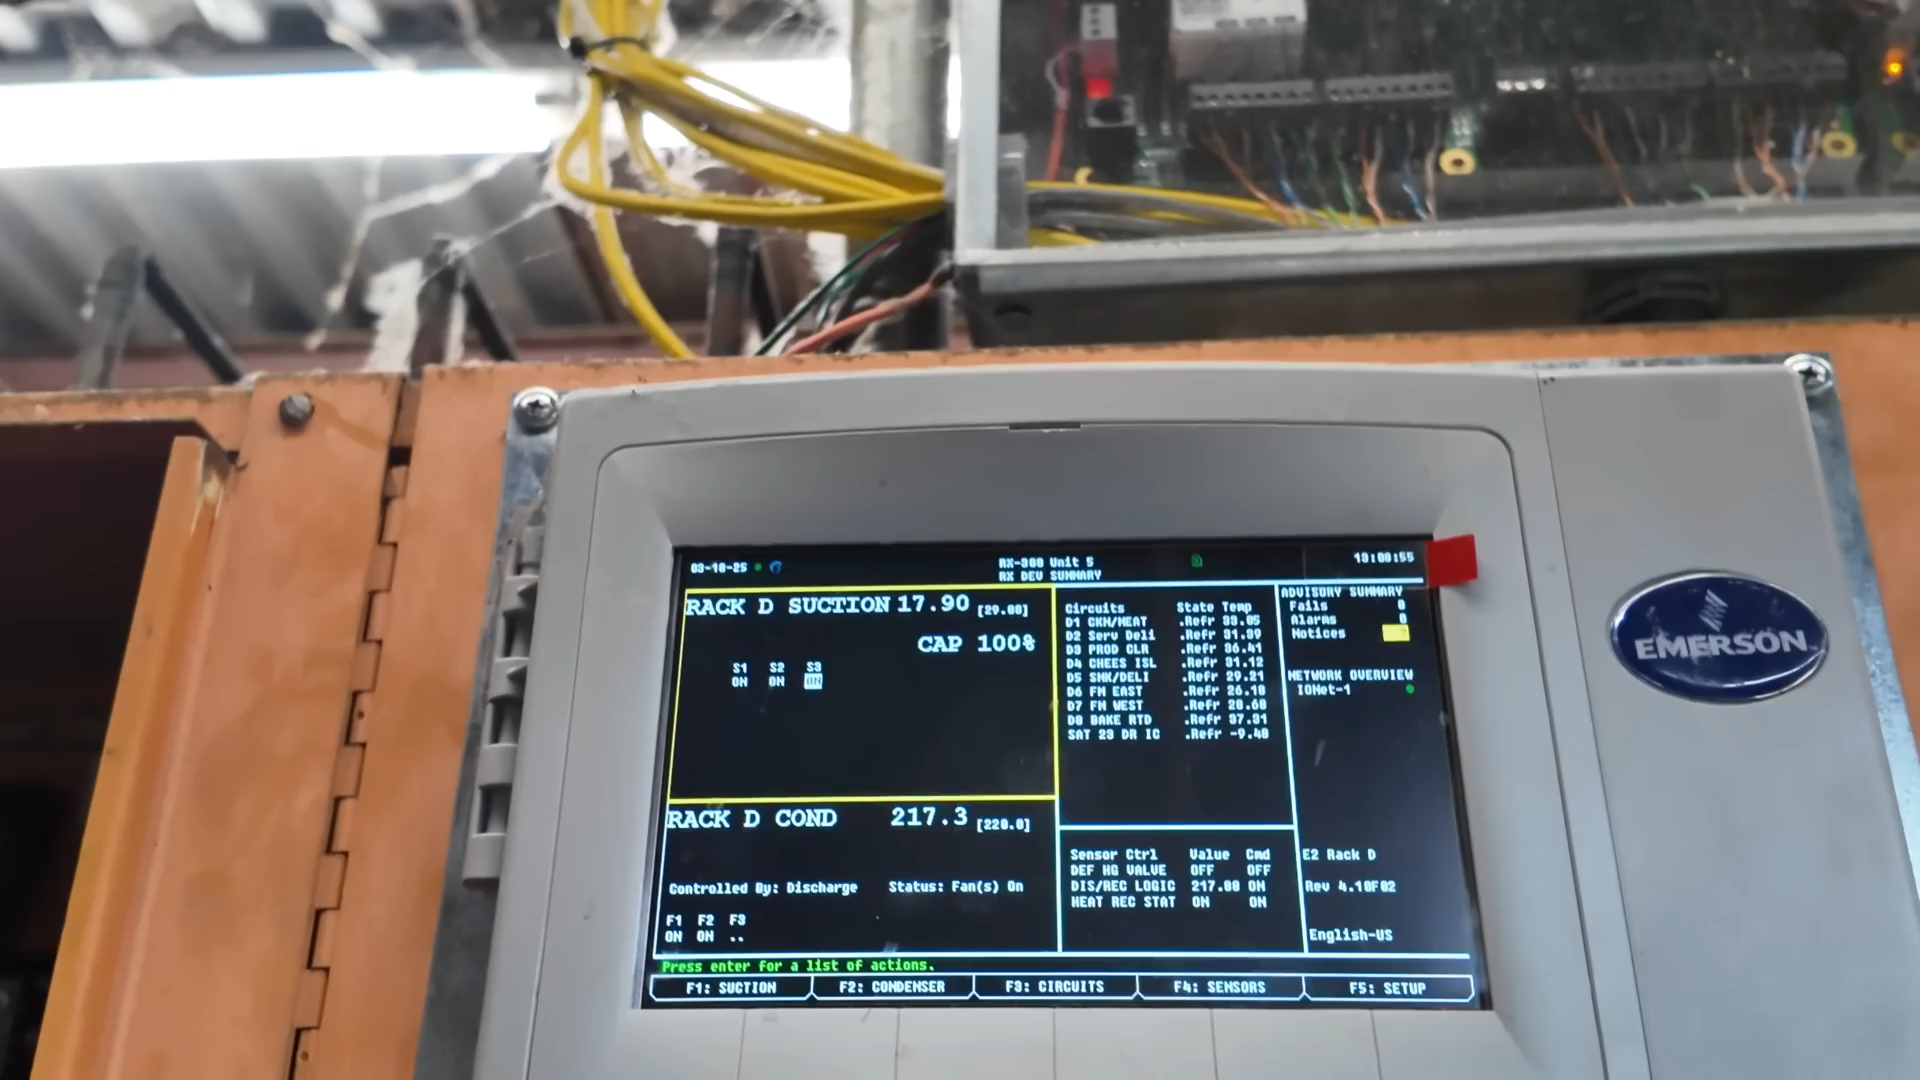 03-10-25
RX-300 Unit 5
RX DEV SUMMARY
RACK D SUCTION 17.90 [29.00]
CAP 100%
S1 S2 S3
ON ON ON
RACK D COND 217.3 [220.0]
Controlled By: Discharge Status: Fan(s) On
F1 F2 F3
ON ON ..
Circuits State Temp
D1 CKN/MEAT .Refr 33.05
D2 Serv Deli .Refr 31.39
D3 PROD CLR .Refr 36.41
D4 CHEES ISL .Refr 31.12
D5 SMK/DELI .Refr 29.21
D6 FM EAST .Refr 26.10
D7 FM WEST .Refr 28.60
D8 BAKE RTD .Refr 37.31
SAT 23 DR IC .Refr -9.40
Sensor Ctrl Value Cmd
DEF HG VALVE OFF OFF
DIS/REC LOGIC 217.00 ON
HEAT REC STAT ON ON
ADVISORY SUMMARY
Fails 0
Alarms 0
Notices
NETWORK OVERVIEW
IONet-1
E2 Rack D
Rev 4.10F02
English-US
Press enter for a list of actions.
F1: SUCTION F2: CONDENSER F3: CIRCUITS F4: SENSORS F5: SETUP
EMERSON